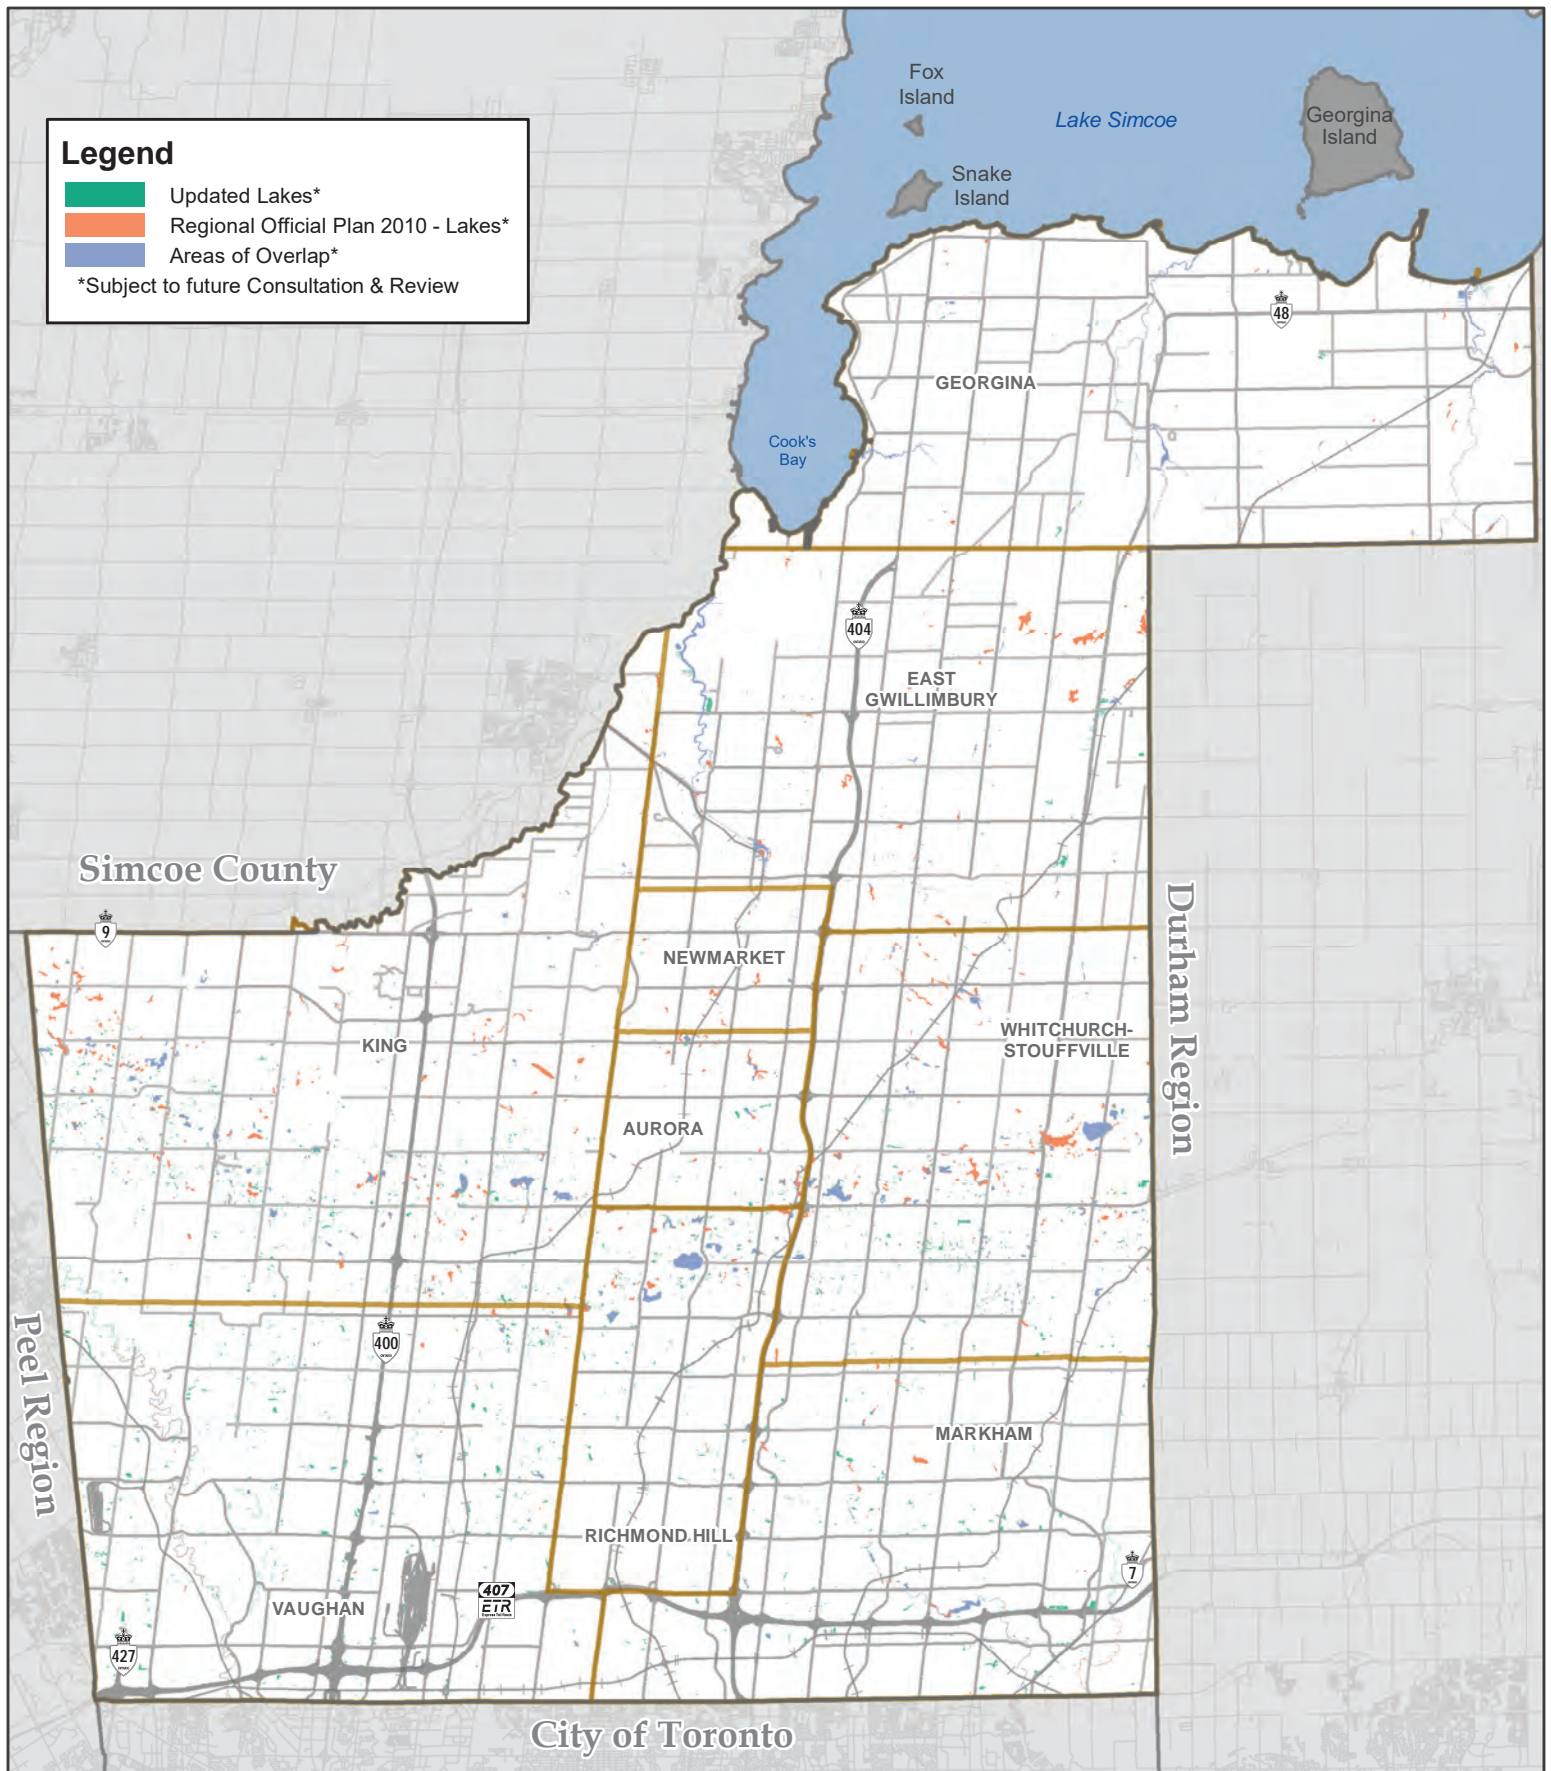 Fox
Island
Lake Simcoe
Georgina
Island
Snake
Island
Legend
Updated Lakes*
Regional Official Plan 2010 - Lakes*
Areas of Overlap*
*Subject to future Consultation & Review
48
GEORGINA
Cook's
Bay
404
EAST
GWILLIMBURY
Simcoe County
9
Durham Region
NEWMARKET
KING
WHITCHURCH-
STOUFFVILLE
AURORA
Peel Region
400
MARKHAM
RICHMOND HILL
7
407
ETR
VAUGHAN
427
City of Toronto